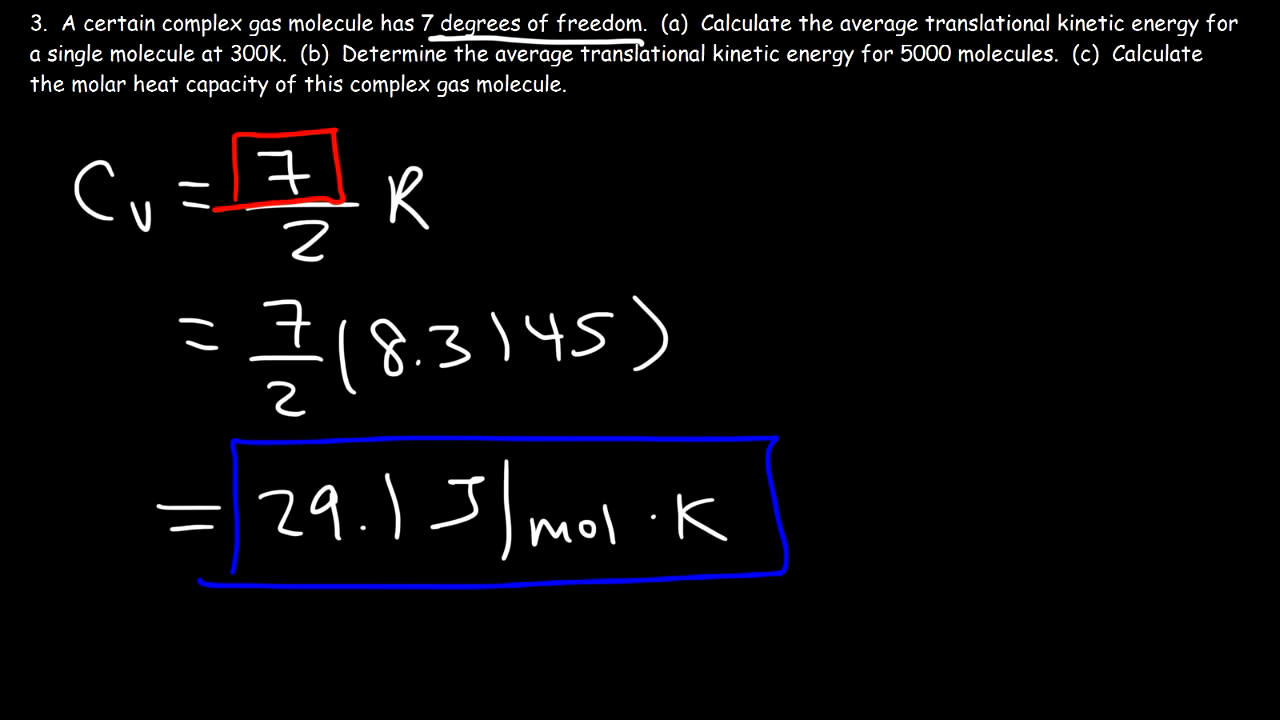 3. A certain complex gas molecule has 7 degrees of freedom. (a) Calculate the average translational kinetic energy for
a single molecule at 300K. (b) Determine the average translational kinetic energy for 5000 molecules. (c) Calculate
the molar heat capacity of this complex gas molecule.
Cv = 7/2 R
= 7/2 (8.3145)
= 29.1 J/mol · K